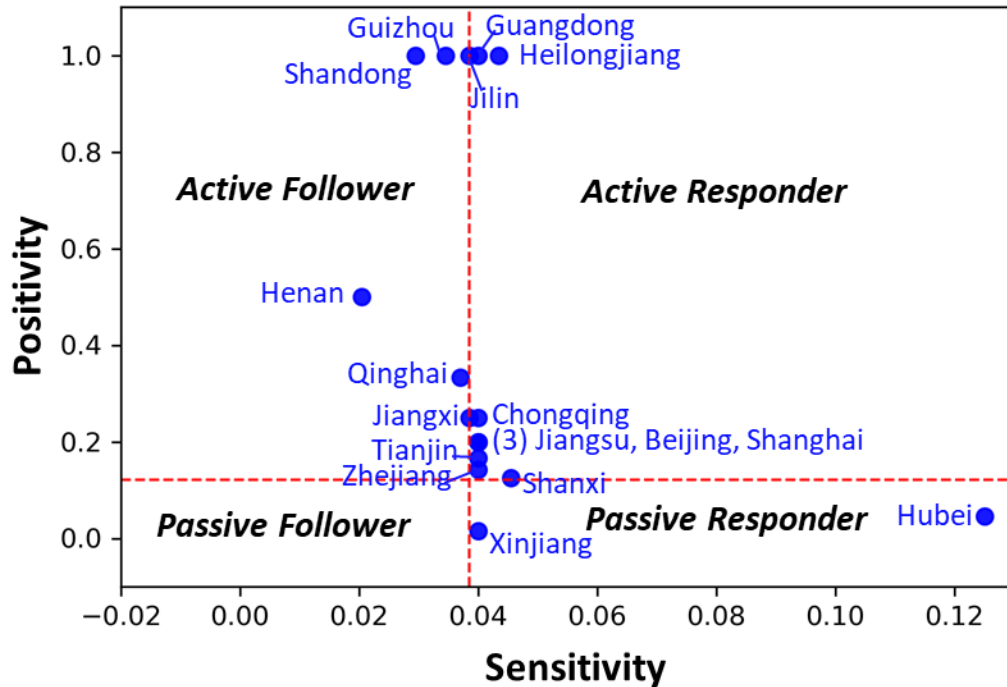 Guizhou
Guangdong
1.0
Shandong
Heilongjiang
Jilin
0.8
Active Follower
Active Responder
0.6
Positivity
Henan
0.4
Qinghai
Jiangxi
Chongqing
0.2
(3) Jiangsu, Beijing, Shanghai
Tianjin
Zhejiang
Shanxi
Passive Follower
Passive Responder
Hubei
0.0
Xinjiang
−0.02
0.00
0.02
0.04
0.06
0.08
0.10
0.12
Sensitivity